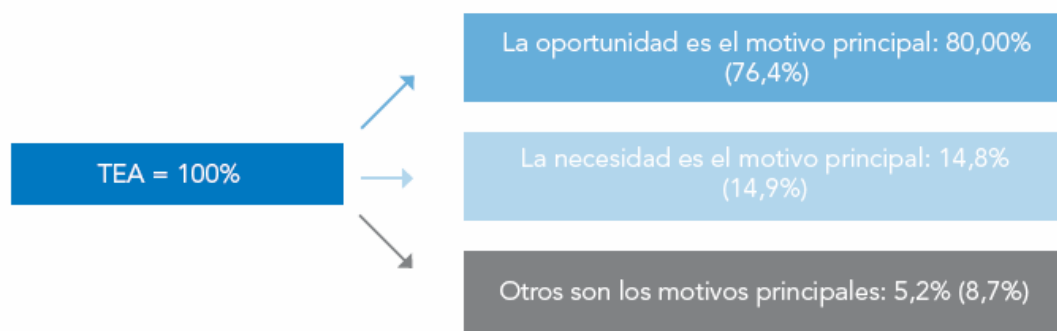 La oportunidad es el motivo principal: 80,00%
(76,4%)
TEA = 100%
La necesidad es el motivo principal: 14,8%
(14,9%)
Otros son los motivos principales: 5,2% (8,7%)